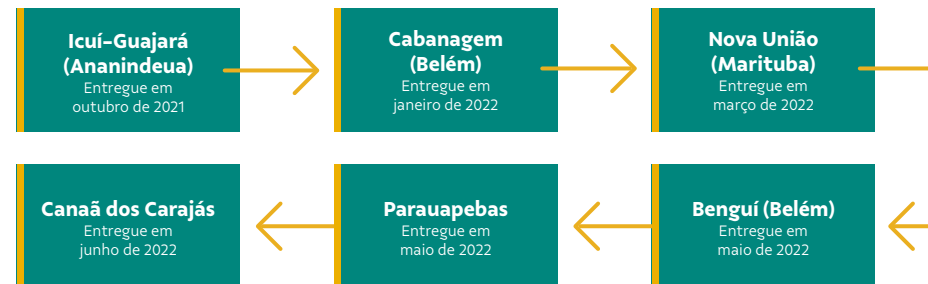 Icuí-Guajará
(Ananindeua)
Entregue em
outubro de 2021
Cabanagem
(Belém)
Entregue em
janeiro de 2022
Nova União
(Marituba)
Entregue em
março de 2022
Benguí (Belém)
Entregue em
maio de 2022
Parauapebas
Entregue em
maio de 2022
Canaã dos Carajás
Entregue em
junho de 2022